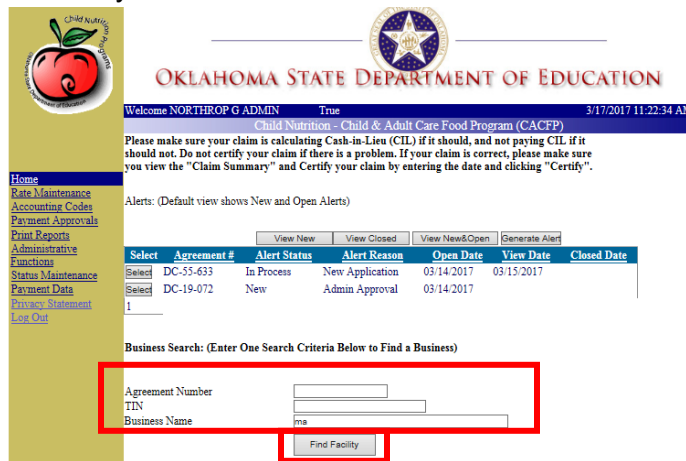 Child Nutrition Programs
Oklahoma State Department of Education
OKLAHOMA STATE DEPARTMENT OF EDUCATION
Welcome NORTHROP G ADMIN True 3/17/2017 11:22:34 AM
Child Nutrition - Child & Adult Care Food Program (CACFP)
Please make sure your claim is calculating Cash-in-Lieu (CIL) if it should, and not paying CIL if it
should not. Do not certify your claim if there is a problem. If your claim is correct, please make sure
you view the "Claim Summary" and Certify your claim by entering the date and clicking "Certify".
Home
Rate Maintenance
Accounting Codes
Payment Approvals
Print Reports
Administrative
Functions
Status Maintenance
Payment Data
Privacy Statement
Log Out
Alerts: (Default view shows New and Open Alerts)
View New View Closed View New&Open Generate Alert
Select Agreement # Alert Status Alert Reason Open Date View Date Closed Date
Select DC-55-633 In Process New Application 03/14/2017 03/15/2017
Select DC-19-072 New Admin Approval 03/14/2017
1
Business Search: (Enter One Search Criteria Below to Find a Business)
Agreement Number
TIN
Business Name ma
Find Facility